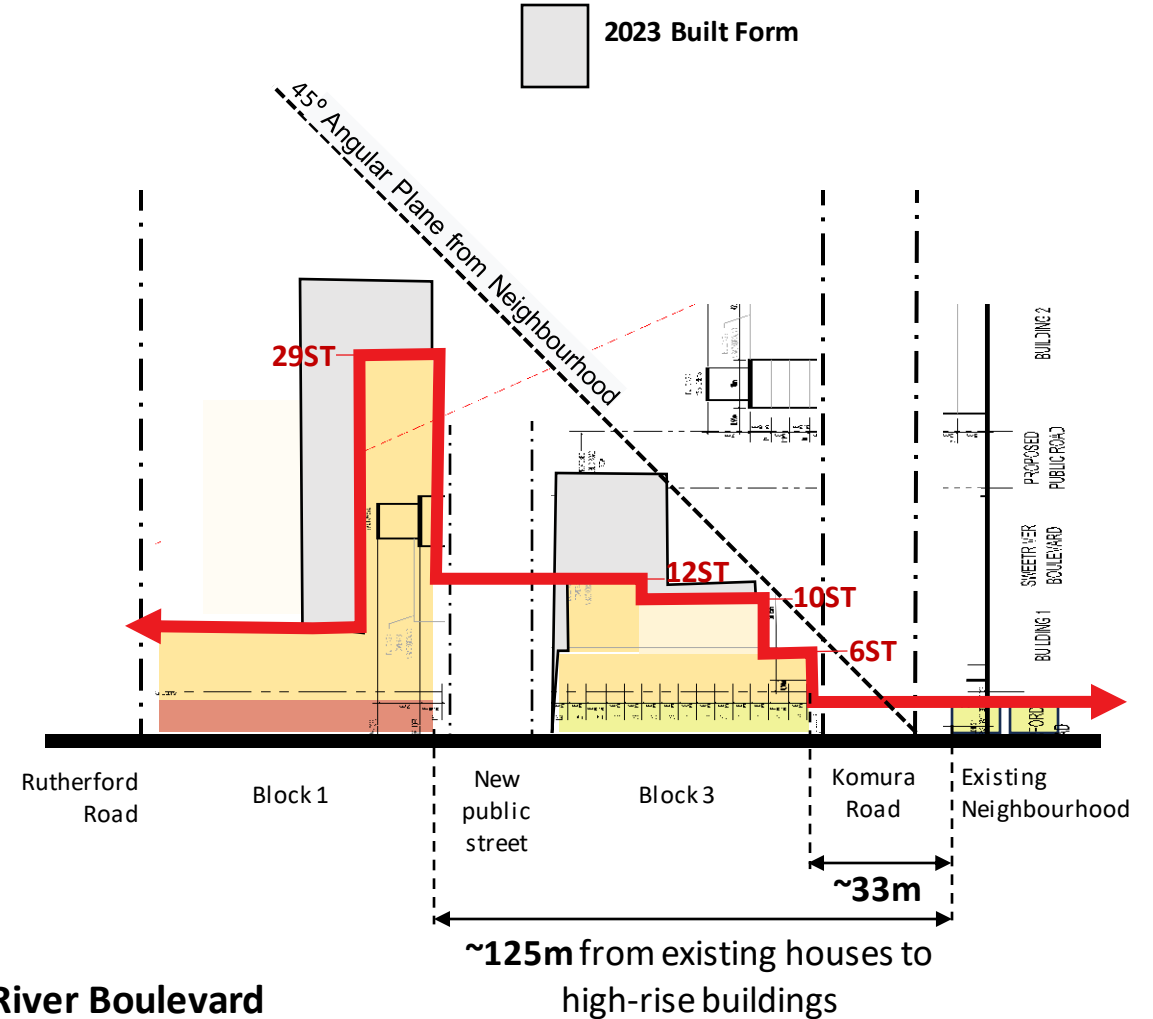 2023 Built Form
45° Angular Plane from Neighbourhood
29ST
12ST
10ST
6ST
BUILDING 2
PROPOSED
PUBLIC ROAD
BOULEVARD
BUILDING 1
Rutherford
Road
Block 1
New
public
street
Block 3
Komura
Road
Existing
Neighbourhood
~33m
~125m from existing houses to
high-rise buildings
River Boulevard